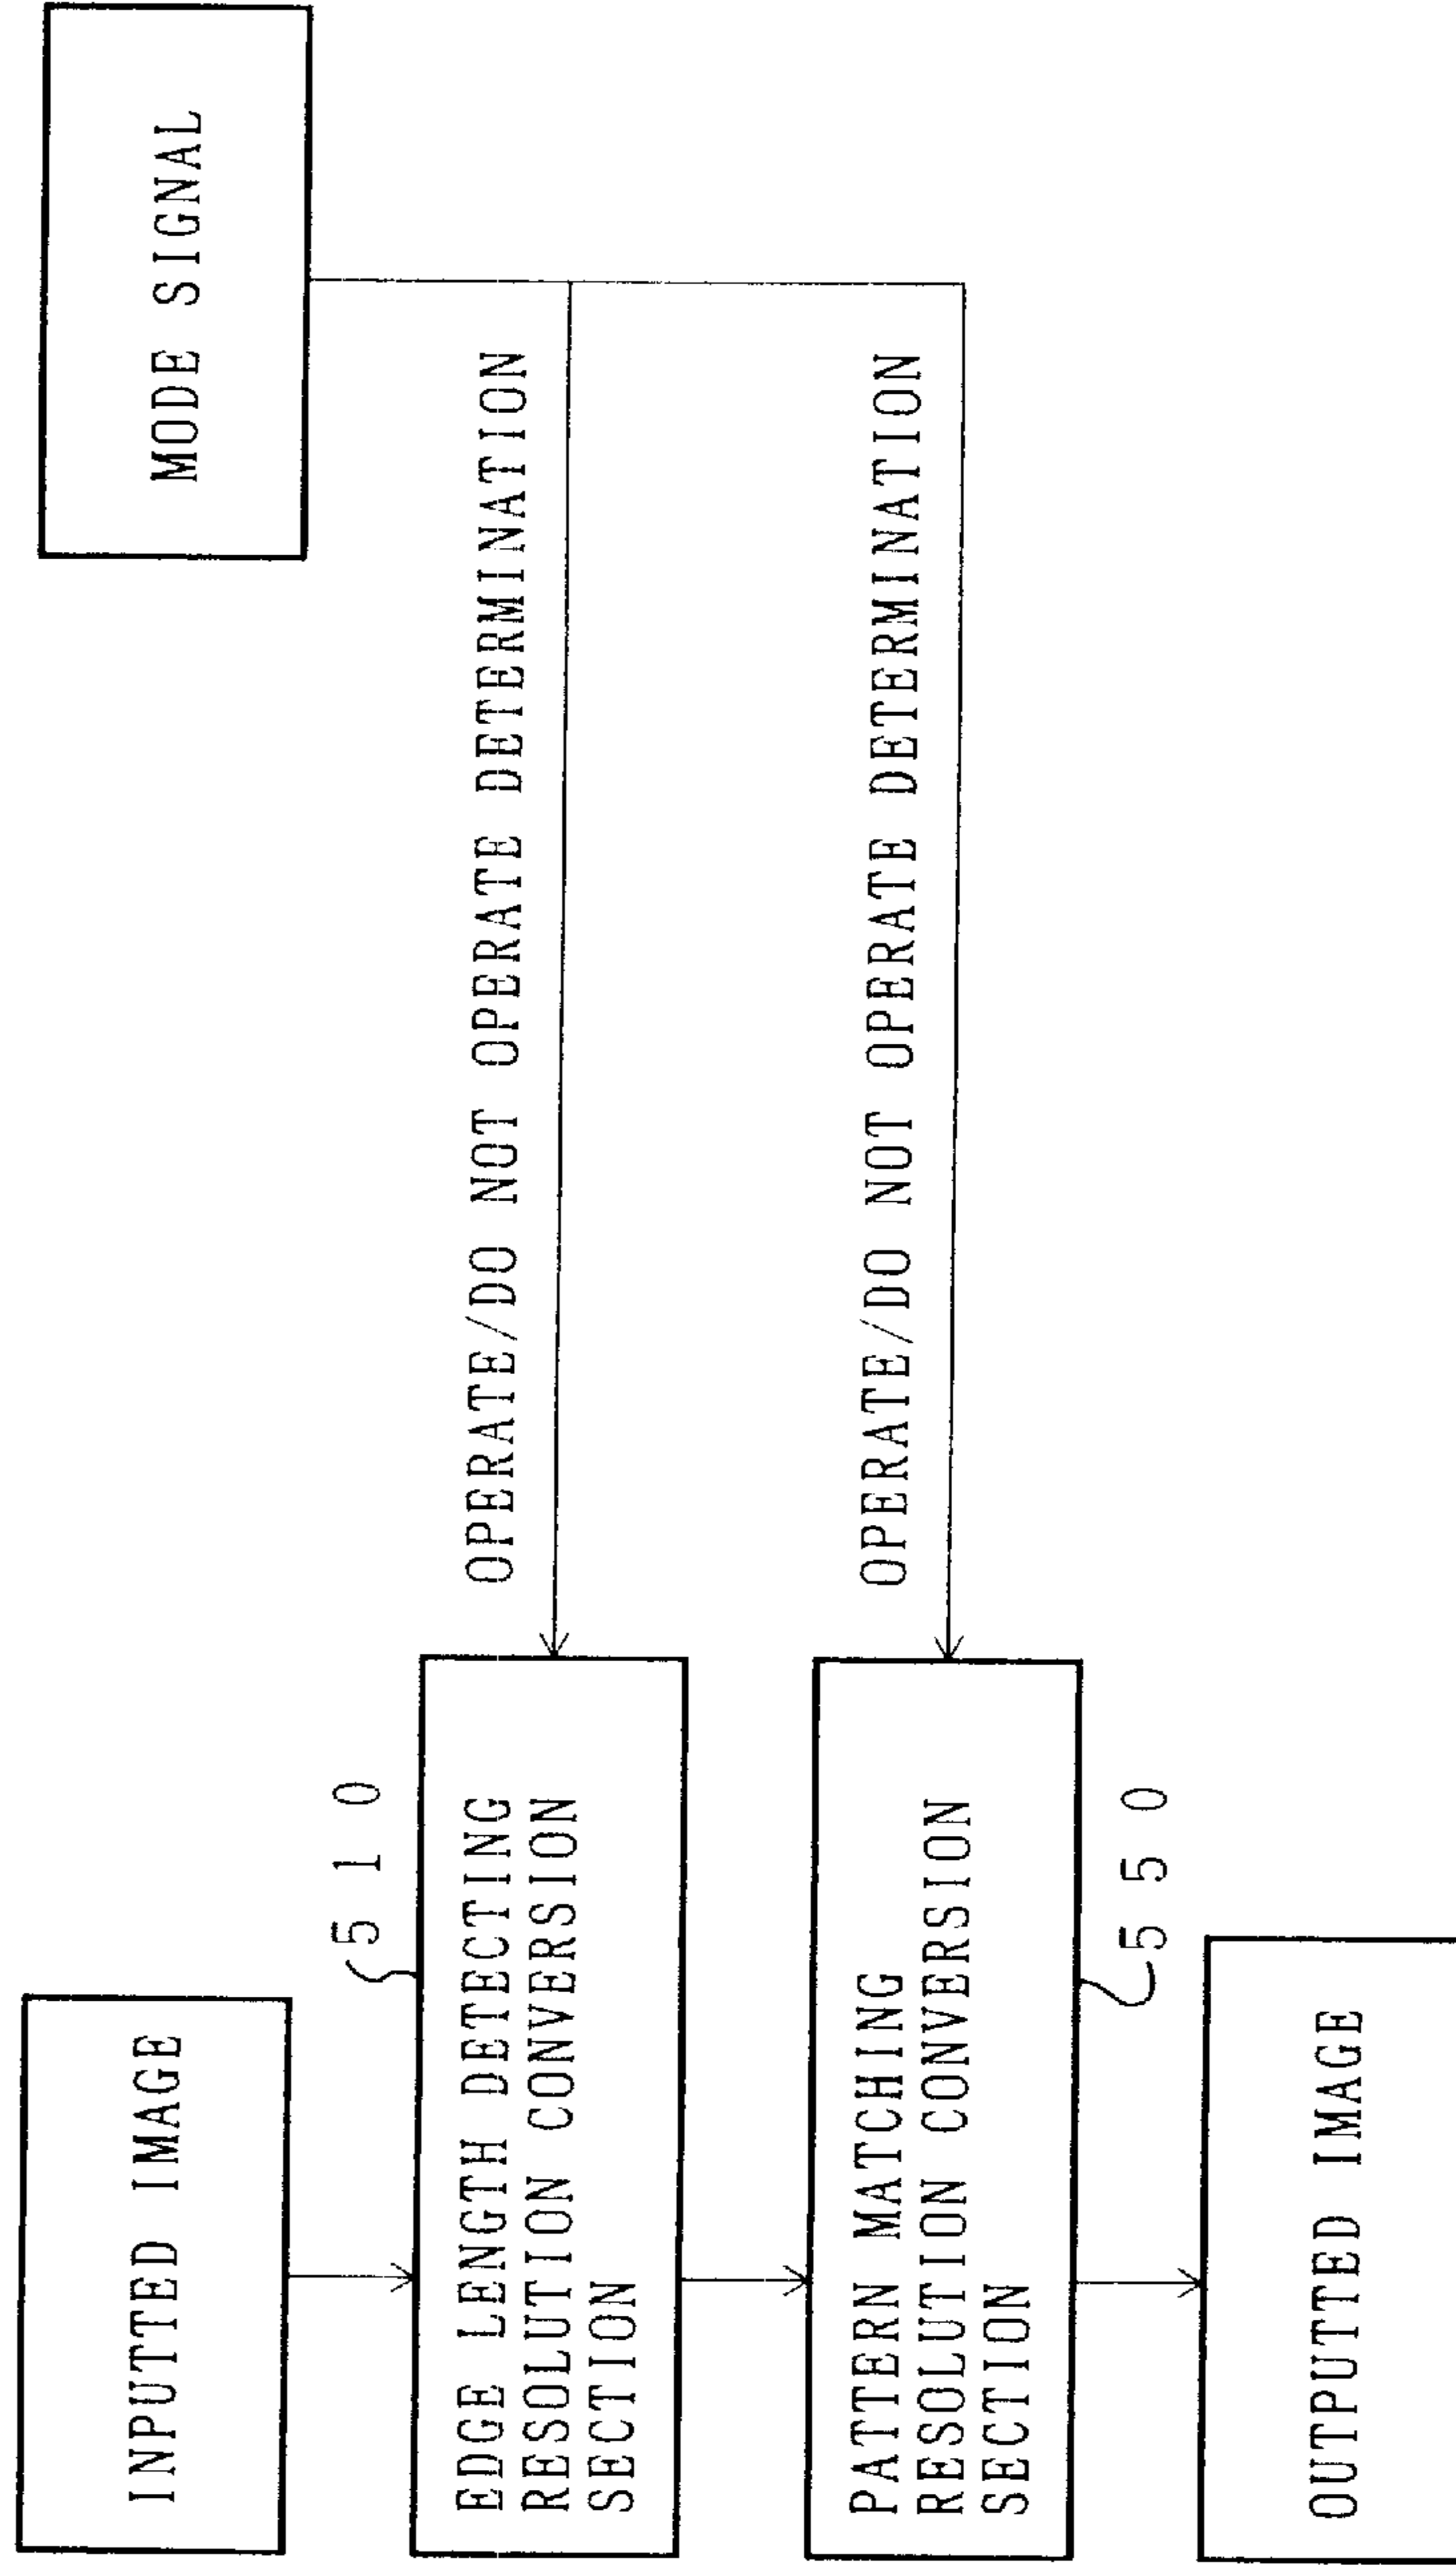 INPUTTED IMAGE
MODE SIGNAL
510
EDGE LENGTH DETECTING
RESOLUTION CONVERSION
SECTION
OPERATE/DO NOT OPERATE DETERMINATION
PATTERN MATCHING
RESOLUTION CONVERSION
SECTION
OPERATE/DO NOT OPERATE DETERMINATION
550
OUTPUTTED IMAGE